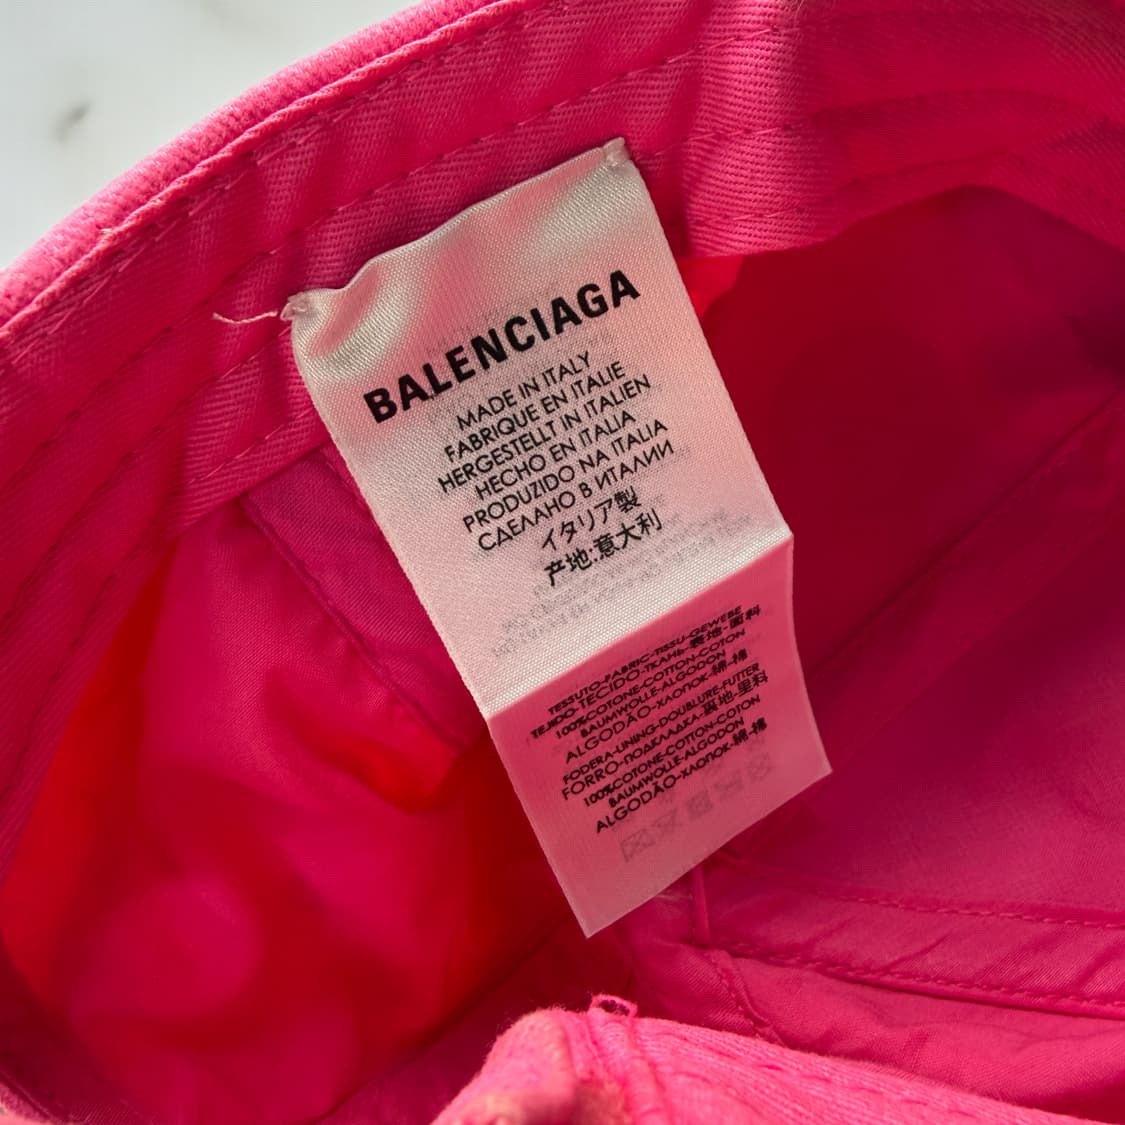 BALENCIAGA
MADE IN ITALY
FABRIQUE EN ITALIE
HERGESTELLT IN ITALIEN
HECHO EN ITALIA
PRODUZIDO NA ITALIA
СДЕЛАНО В ИТАЛИИ
イタリア製
产地:意大利
TESSUTO-FABRIC-TISSU-GEWEBE
TEJIDO-TECIDO-ТКАНЬ-表地-面料
100%COTONE-COTTON-COTON
BAUMWOLLE-ALGODON
ALGODÃO-ХЛОПОК-綿-棉
FODERA-LINING-DOUBLURE-FUTTER
FORRO-ПОДКЛАДКА-裏地-里料
100%COTONE-COTTON-COTON
BAUMWOLLE-ALGODON
ALGODÃO-ХЛОПОК-綿-棉